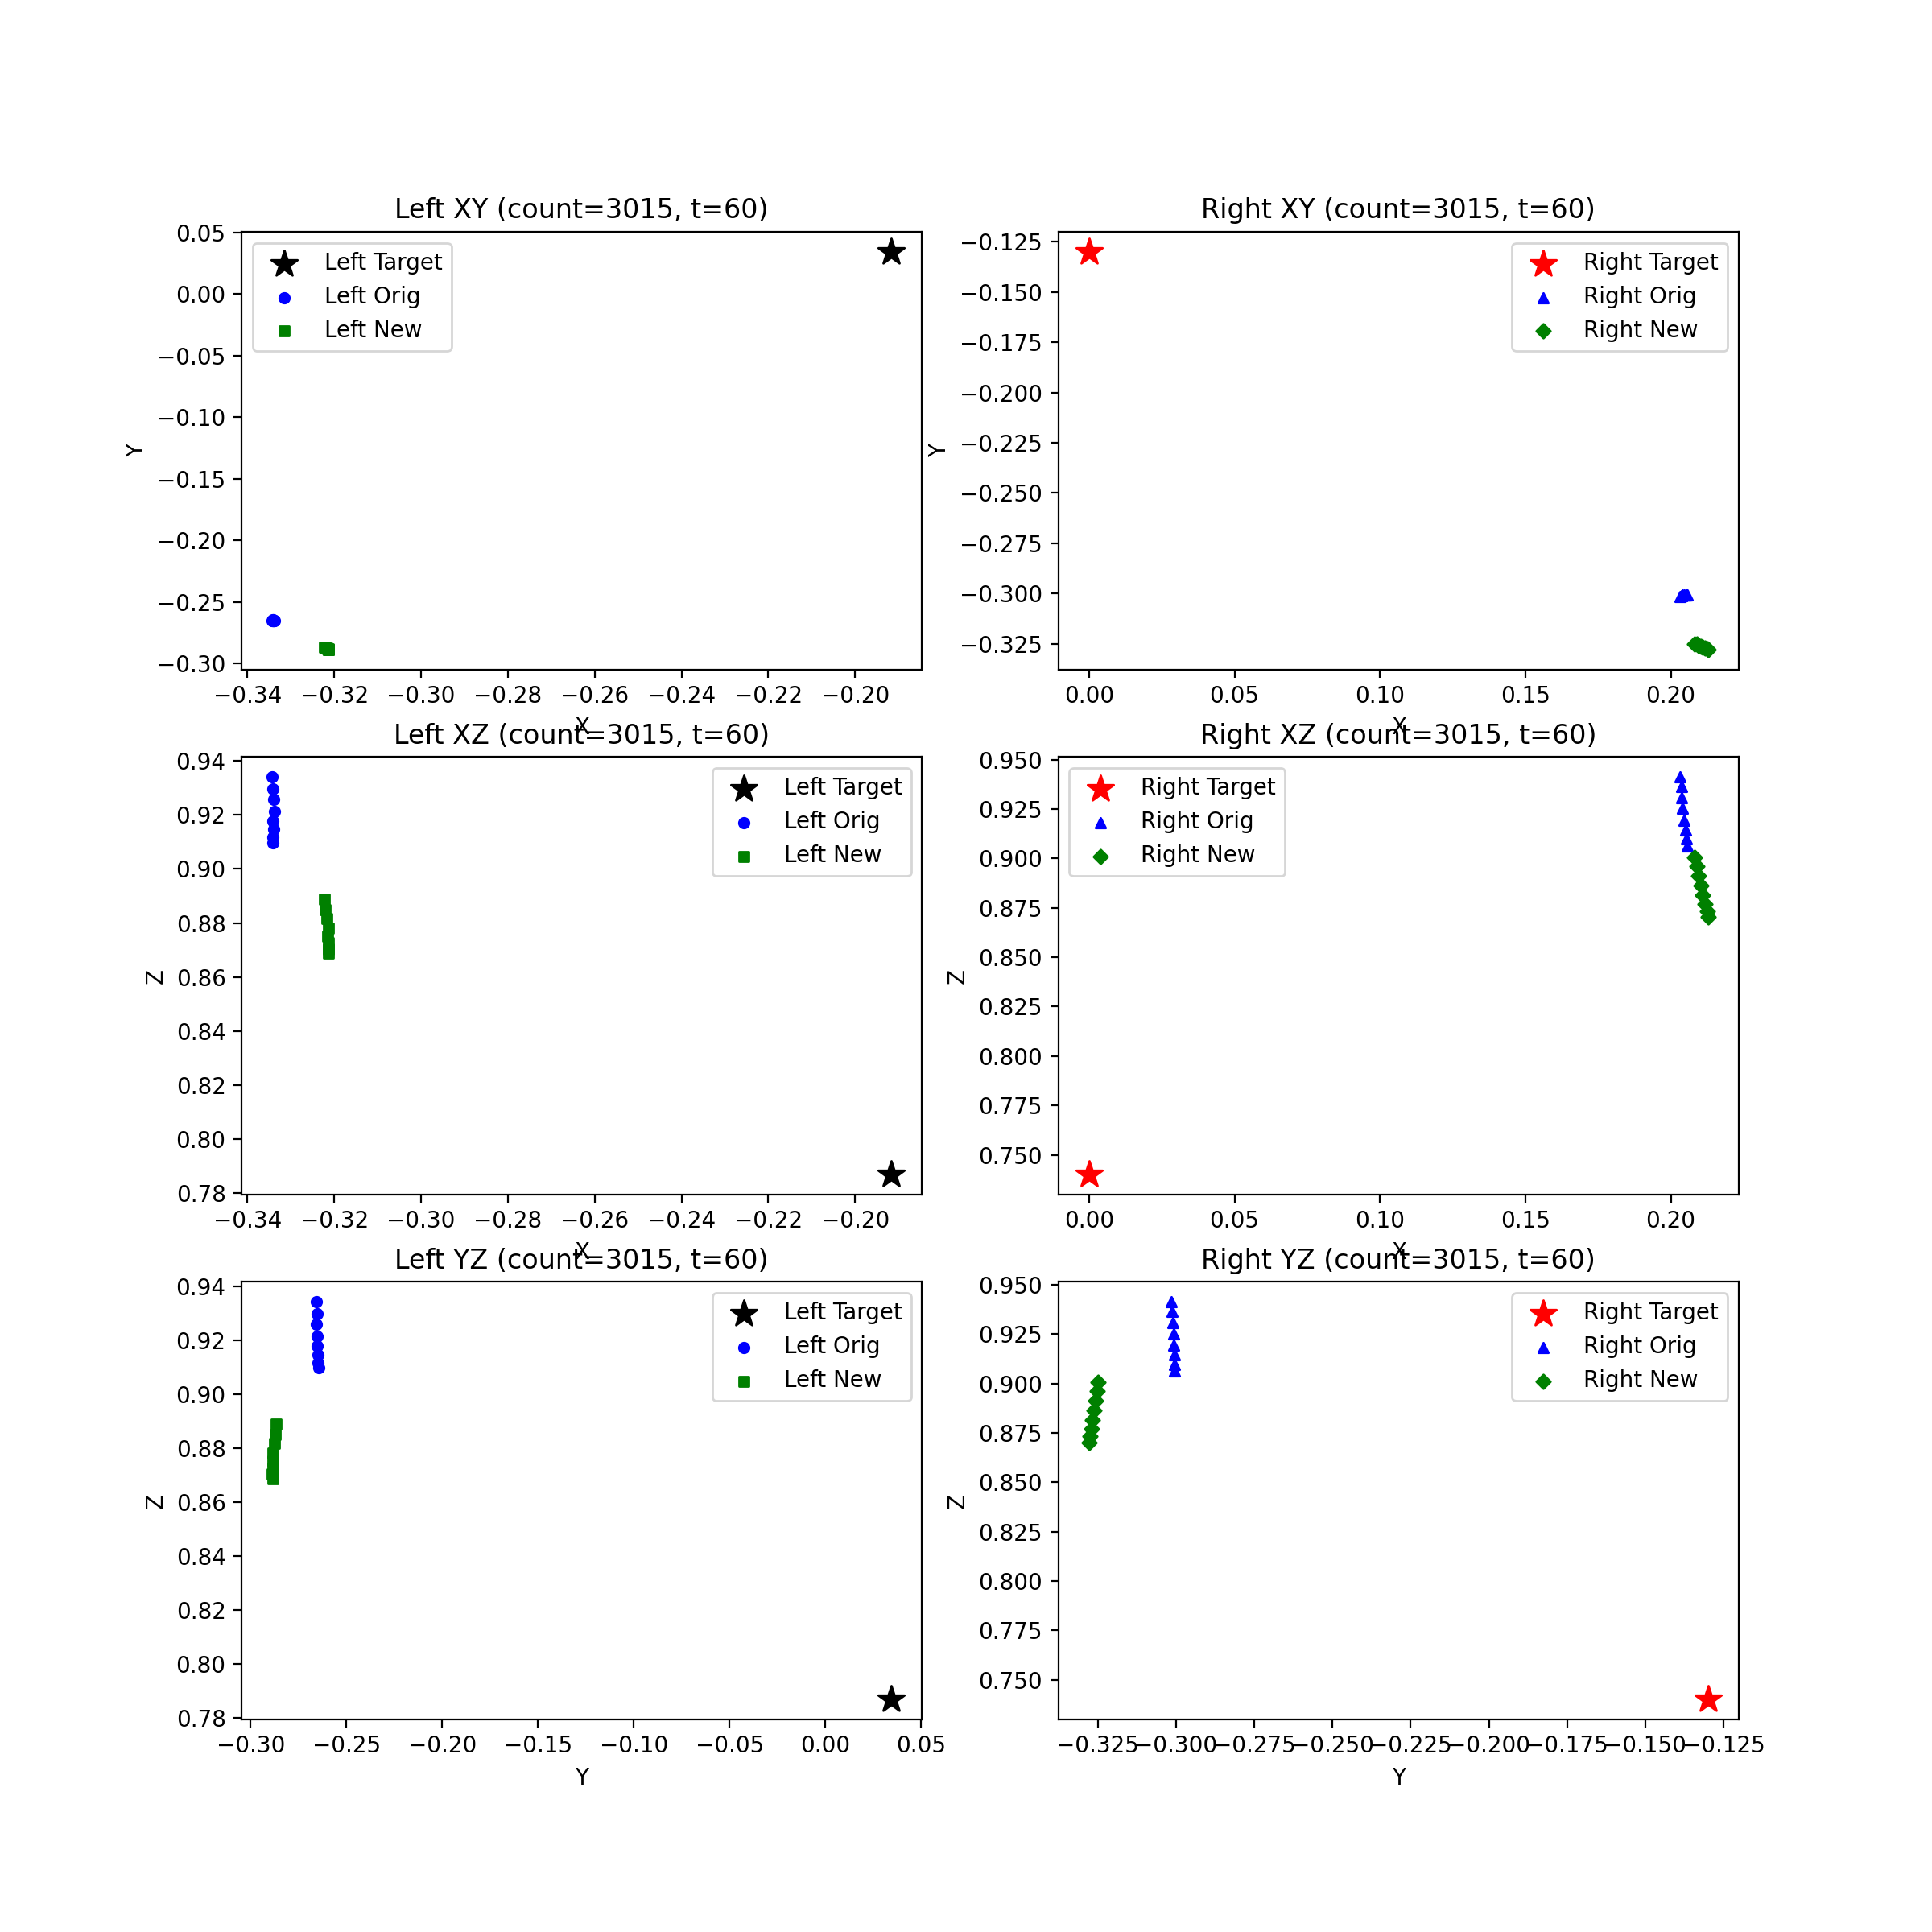 Left XY (count=3015, t=60)
0.05
0.00
−0.05
−0.10
−0.15
−0.20
−0.25
−0.30
Y
Left Target
Left Orig
Left New
−0.34 −0.32 −0.30 −0.28 −0.26 −0.24 −0.22 −0.20
X
Right XY (count=3015, t=60)
−0.125
−0.150
−0.175
−0.200
−0.225
−0.250
−0.275
−0.300
−0.325
Y
Right Target
Right Orig
Right New
0.00 0.05 0.10 0.15 0.20
X
Left XZ (count=3015, t=60)
0.94
0.92
0.90
0.88
0.86
0.84
0.82
0.80
0.78
Z
Left Target
Left Orig
Left New
−0.34 −0.32 −0.30 −0.28 −0.26 −0.24 −0.22 −0.20
X
Right XZ (count=3015, t=60)
0.950
0.925
0.900
0.875
0.850
0.825
0.800
0.775
0.750
Z
Right Target
Right Orig
Right New
0.00 0.05 0.10 0.15 0.20
X
Left YZ (count=3015, t=60)
0.94
0.92
0.90
0.88
0.86
0.84
0.82
0.80
0.78
Z
Left Target
Left Orig
Left New
−0.30 −0.25 −0.20 −0.15 −0.10 −0.05 0.00 0.05
Y
Right YZ (count=3015, t=60)
0.950
0.925
0.900
0.875
0.850
0.825
0.800
0.775
0.750
Z
Right Target
Right Orig
Right New
−0.325 −0.300 −0.275 −0.250 −0.225 −0.200 −0.175 −0.150 −0.125
Y